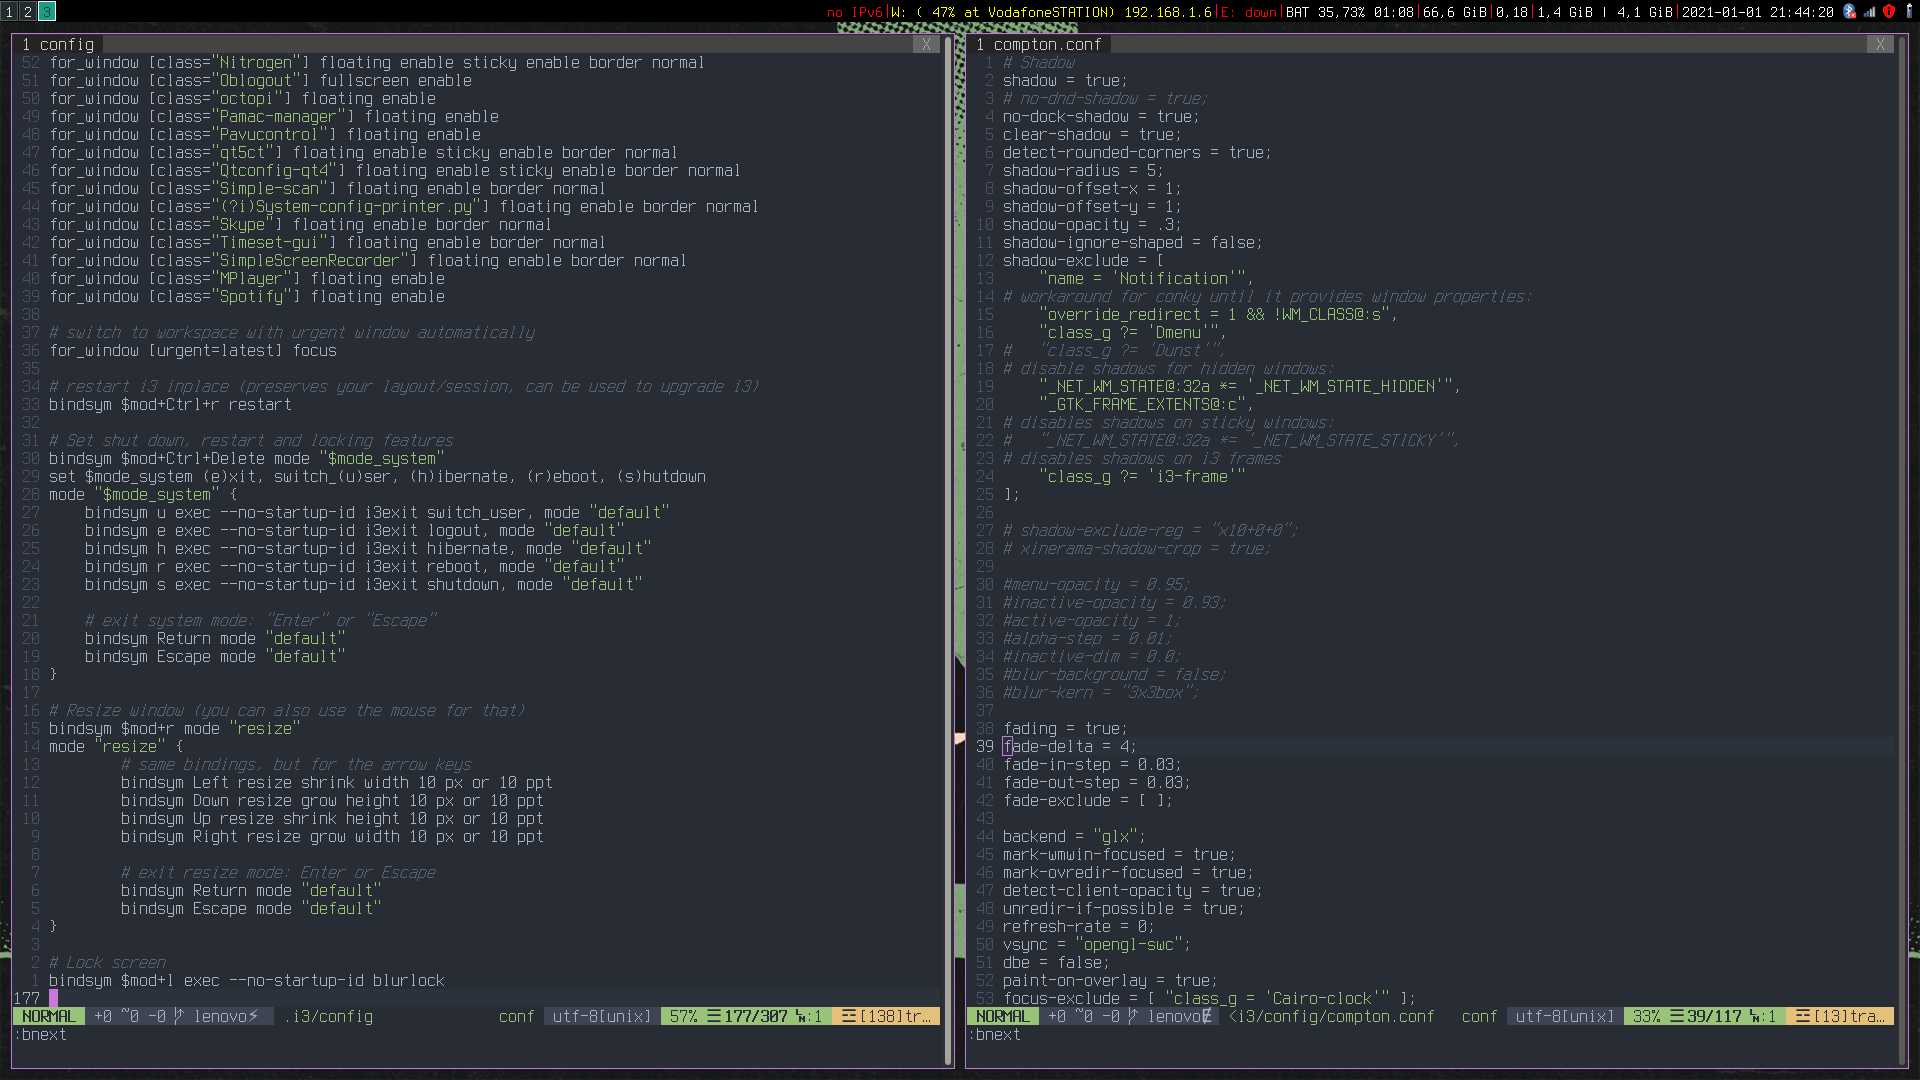 1 2 3 no IPv6|W: ( 47% at VodafoneSTATION) 192.168.1.6|E: down|BAT 35,73% 01:08|66,6 GiB|0,18|1,4 GiB | 4,1 GiB|2021-01-01 21:44:20
1 config X
52 for_window [class="Nitrogen"] floating enable sticky enable border normal
51 for_window [class="Oblogout"] fullscreen enable
50 for_window [class="octopi"] floating enable
49 for_window [class="Pamac-manager"] floating enable
48 for_window [class="Pavucontrol"] floating enable
47 for_window [class="qt5ct"] floating enable sticky enable border normal
46 for_window [class="Qtconfig-qt4"] floating enable sticky enable border normal
45 for_window [class="Simple-scan"] floating enable border normal
44 for_window [class="(?i)System-config-printer.py"] floating enable border normal
43 for_window [class="Skype"] floating enable border normal
42 for_window [class="Timeset-gui"] floating enable border normal
41 for_window [class="SimpleScreenRecorder"] floating enable border normal
40 for_window [class="MPlayer"] floating enable
39 for_window [class="Spotify"] floating enable
38
37 # switch to workspace with urgent window automatically
36 for_window [urgent=latest] focus
35
34 # restart i3 inplace (preserves your layout/session, can be used to upgrade i3)
33 bindsym $mod+Ctrl+r restart
32
31 # Set shut down, restart and locking features
30 bindsym $mod+Ctrl+Delete mode "$mode_system"
29 set $mode_system (e)xit, switch_(u)ser, (h)ibernate, (r)eboot, (s)hutdown
28 mode "$mode_system" {
27     bindsym u exec --no-startup-id i3exit switch_user, mode "default"
26     bindsym e exec --no-startup-id i3exit logout, mode "default"
25     bindsym h exec --no-startup-id i3exit hibernate, mode "default"
24     bindsym r exec --no-startup-id i3exit reboot, mode "default"
23     bindsym s exec --no-startup-id i3exit shutdown, mode "default"
22
21     # exit system mode: "Enter" or "Escape"
20     bindsym Return mode "default"
19     bindsym Escape mode "default"
18 }
17
16 # Resize window (you can also use the mouse for that)
15 bindsym $mod+r mode "resize"
14 mode "resize" {
13         # same bindings, but for the arrow keys
12         bindsym Left resize shrink width 10 px or 10 ppt
11         bindsym Down resize grow height 10 px or 10 ppt
10         bindsym Up resize shrink height 10 px or 10 ppt
9         bindsym Right resize grow width 10 px or 10 ppt
8
7         # exit resize mode: Enter or Escape
6         bindsym Return mode "default"
5         bindsym Escape mode "default"
4 }
3
2 # Lock screen
1 bindsym $mod+l exec --no-startup-id blurlock
177
NORMAL +0 ~0 -0 lenovo .i3/config conf utf-8[unix] 57% ☰177/307 :1 ☲[138]tr…
:bnext
1 compton.conf X
1 # Shadow
2 shadow = true;
3 # no-dnd-shadow = true;
4 no-dock-shadow = true;
5 clear-shadow = true;
6 detect-rounded-corners = true;
7 shadow-radius = 5;
8 shadow-offset-x = 1;
9 shadow-offset-y = 1;
10 shadow-opacity = .3;
11 shadow-ignore-shaped = false;
12 shadow-exclude = [
13     "name = 'Notification'",
14 # workaround for conky until it provides window properties:
15     "override_redirect = 1 && !WM_CLASS@:s",
16     "class_g ?= 'Dmenu'",
17 #   "class_g ?= 'Dunst'",
18 # disable shadows for hidden windows:
19     "_NET_WM_STATE@:32a *= '_NET_WM_STATE_HIDDEN'",
20     "_GTK_FRAME_EXTENTS@:c",
21 # disables shadows on sticky windows:
22 #   "_NET_WM_STATE@:32a *= '_NET_WM_STATE_STICKY'",
23 # disables shadows on i3 frames
24     "class_g ?= 'i3-frame'"
25 ];
26
27 # shadow-exclude-reg = "x10+0+0";
28 # xinerama-shadow-crop = true;
29
30 #menu-opacity = 0.95;
31 #inactive-opacity = 0.93;
32 #active-opacity = 1;
33 #alpha-step = 0.01;
34 #inactive-dim = 0.0;
35 #blur-background = false;
36 #blur-kern = "3x3box";
37
38 fading = true;
39 fade-delta = 4;
40 fade-in-step = 0.03;
41 fade-out-step = 0.03;
42 fade-exclude = [ ];
43
44 backend = "glx";
45 mark-wmwin-focused = true;
46 mark-ovredir-focused = true;
47 detect-client-opacity = true;
48 unredir-if-possible = true;
49 refresh-rate = 0;
50 vsync = "opengl-swc";
51 dbe = false;
52 paint-on-overlay = true;
53 focus-exclude = [ "class_g = 'Cairo-clock'" ];
NORMAL +0 ~0 -0 lenovo <i3/config/compton.conf conf utf-8[unix] 33% ☰39/117 :1 ☲[13]tra…
:bnext